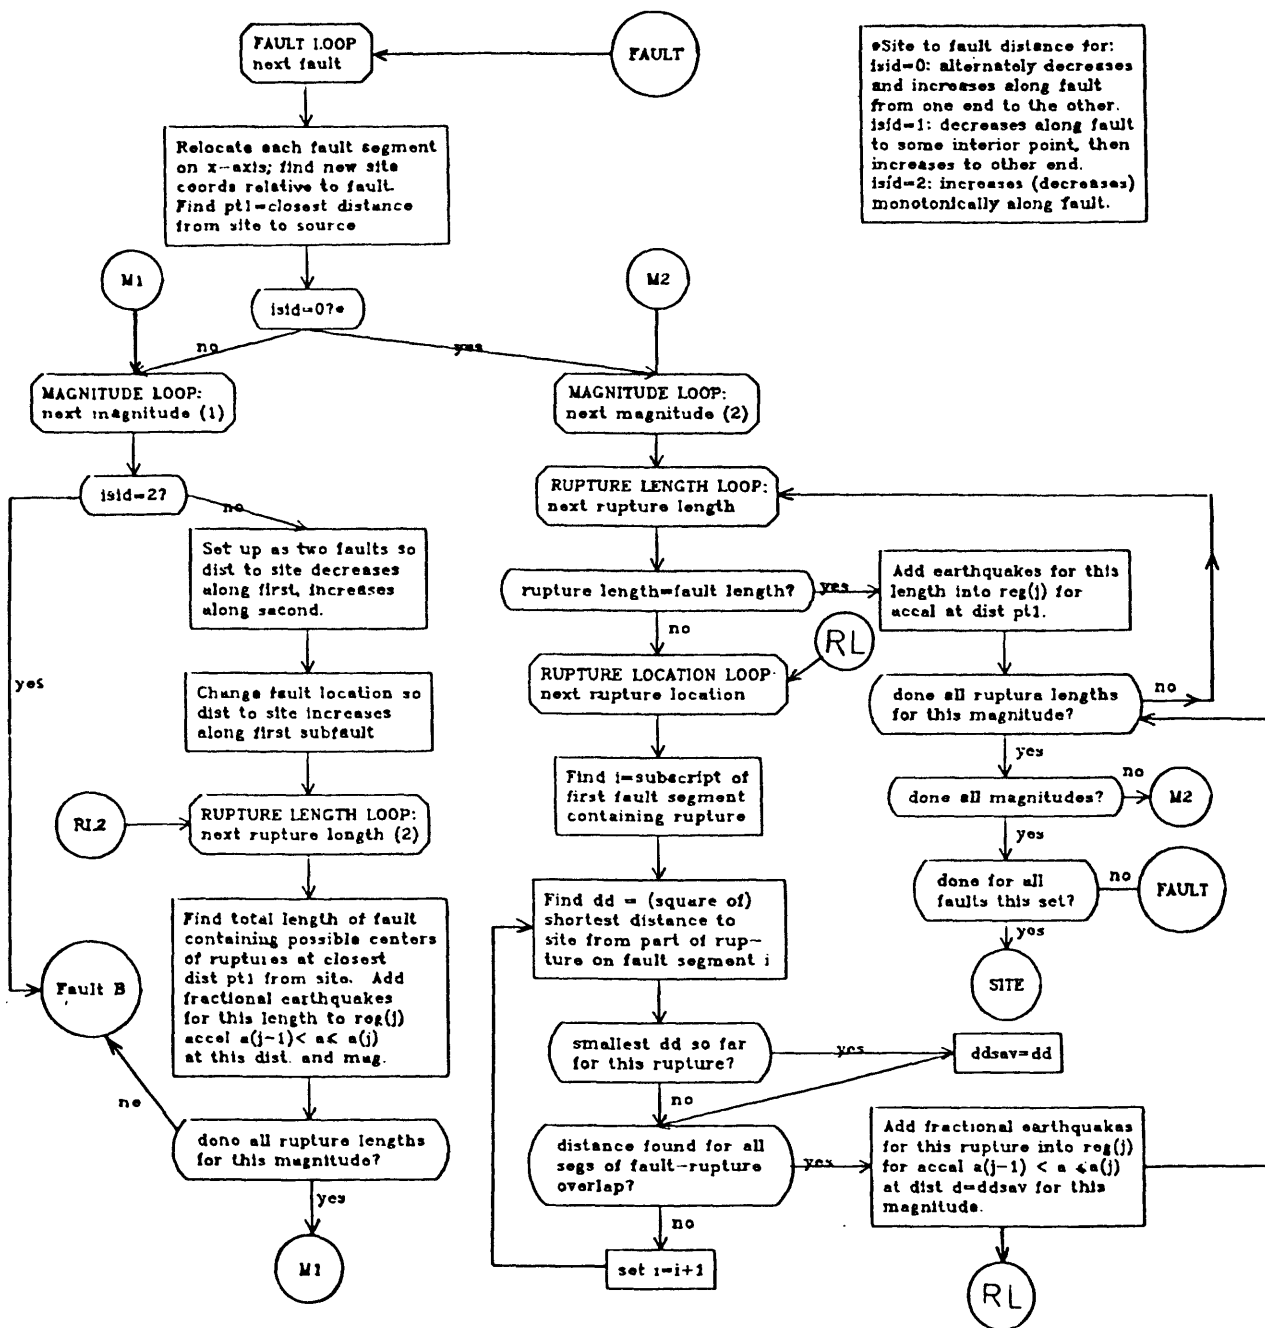 FAULT LOOP
next fault
FAULT
*Site to fault distance for:
isid=0: alternately decreases
and increases along fault
from one end to the other.
isid=1: decreases along fault
to some interior point, then
increases to other end.
isid=2: increases (decreases)
monotonically along fault.
Relocate each fault segment
on x-axis; find new site
coords relative to fault.
Find pt1=closest distance
from site to source
M1
M2
isid=0?*
no
yes
MAGNITUDE LOOP:
next magnitude (1)
MAGNITUDE LOOP:
next magnitude (2)
isid=2?
no
yes
Set up as two faults so
dist to site decreases
along first, increases
along second.
Change fault location so
dist to site increases
along first subfault
RL2
RUPTURE LENGTH LOOP:
next rupture length (2)
Find total length of fault
containing possible centers
of ruptures at closest
dist pt1 from site. Add
fractional earthquakes
for this length to reg(j)
accel a(j-1)< a≤ a(j)
at this dist. and mag.
Fault B
no
done all rupture lengths
for this magnitude?
yes
M1
RUPTURE LENGTH LOOP:
next rupture length
rupture length=fault length?
yes
no
Add earthquakes for this
length into reg(j) for
accal at dist pt1.
RL
RUPTURE LOCATION LOOP:
next rupture location
done all ruptura lengths
for this magnitude?
no
yes
Find i=subscript of
first fault segment
containing rupture
done all magnitudes?
no
M2
yes
done for all
faults this set?
no
FAULT
yes
SITE
Find dd = (square of)
shortest distance to
site from part of rup-
ture on fault segment i
smallest dd so far
for this rupture?
yes
ddsav=dd
no
distance found for all
segs of fault-rupture
overlap?
yes
Add fractional earthquakas
for this rupture into reg(j)
for accal a(j-1) < a ≤a(j)
at dist d=ddsav for this
magnitude.
no
set i=i+1
RL